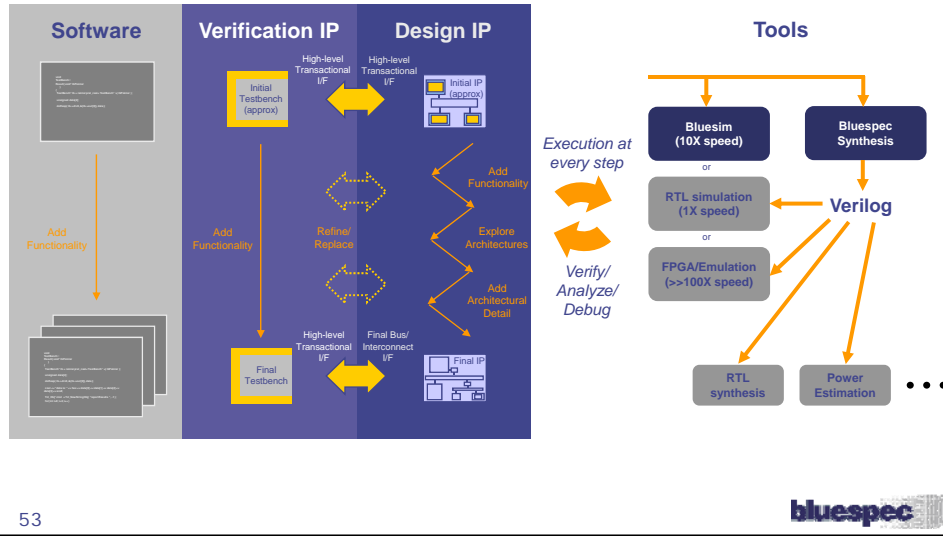 Software
Verification IP
Design IP
Tools
High-level
Transactional
I/F
High-level
Transactional
I/F
Initial
Testbench
(approx)
Initial IP
(approx)
Execution at
every step
Bluesim
(10X speed)
Bluespec
Synthesis
or
Add
Functionality
RTL simulation
(1X speed)
Verilog
Add
Functionality
Add
Functionality
Refine/
Replace
Explore
Architectures
or
FPGA/Emulation
(>>100X speed)
Verify/
Analyze/
Debug
Add
Architectural
Detail
High-level
Transactional
I/F
Final Bus/
Interconnect
I/F
Final
Testbench
Final IP
RTL
synthesis
Power
Estimation
• • •
53
bluespec